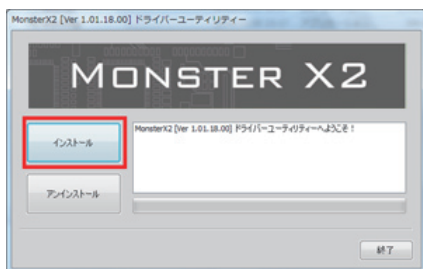 MonsterX2 [Ver 1.01.18.00] ドライバーユーティリティー
MONSTER X2
インストール
MonsterX2 [Ver 1.01.18.00] ドライバーユーティリティーへようこそ！
アンインストール
終了